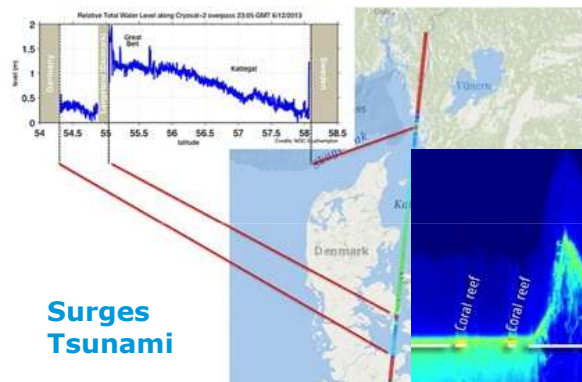 Relative Total Water Level along Cryosat-2 overpass 23:05 GMT 6/12/2013
level (m)
2
1.5
1
0.5
0
Germany
Great
Belt
Kattegat
Sweden
54 54.5 55 55.5 56 56.5 57 57.5 58 58.5
latitude
Credits: NOC Southampton
Vänern
Denmark
Surges
Tsunami
Coral reef
Coral reef